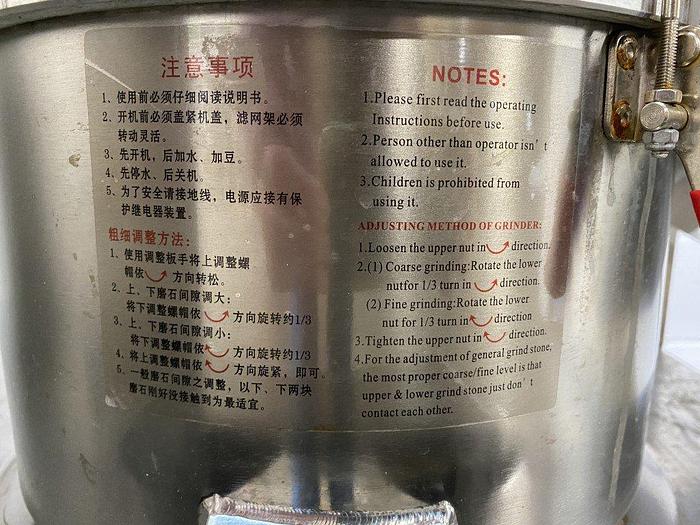 注意事项
1、使用前必须仔细阅读说明书。
2、开机前必须盖紧机盖，滤网架必须
转动灵活。
3、先开机，后加水、加豆。
4、先停水、后关机。
5、为了安全请接地线，电源应接有保
护继电器装置。
粗细调整方法：
1、使用调整板手将上调整螺
帽依 方向转松。
2、上、下磨石间隙调大：
将下调整螺帽依 方向旋转约1/3
3、上、下磨石间隙调小：
将下调整螺帽依 方向旋转约1/3
4、将上调整螺帽依 方向旋紧，即可。
5、一般磨石间隙之调整，以下、下两块
磨石刚好没接触到为最适宜。
NOTES:
1.Please first read the operating
Instructions before use.
2.Person other than operator isn't
allowed to use it.
3.Children is prohibited from
using it.
ADJUSTING METHOD OF GRINDER:
1.Loosen the upper nut in direction.
2.(1) Coarse grinding:Rotate the lower
nutfor 1/3 turn in direction.
(2) Fine grinding:Rotate the lower
nut for 1/3 turn in direction
3.Tighten the upper nut in direction.
4.For the adjustment of general grind stone,
the most proper coarse/fine level is that
upper & lower grind stone just don't
contact each other.